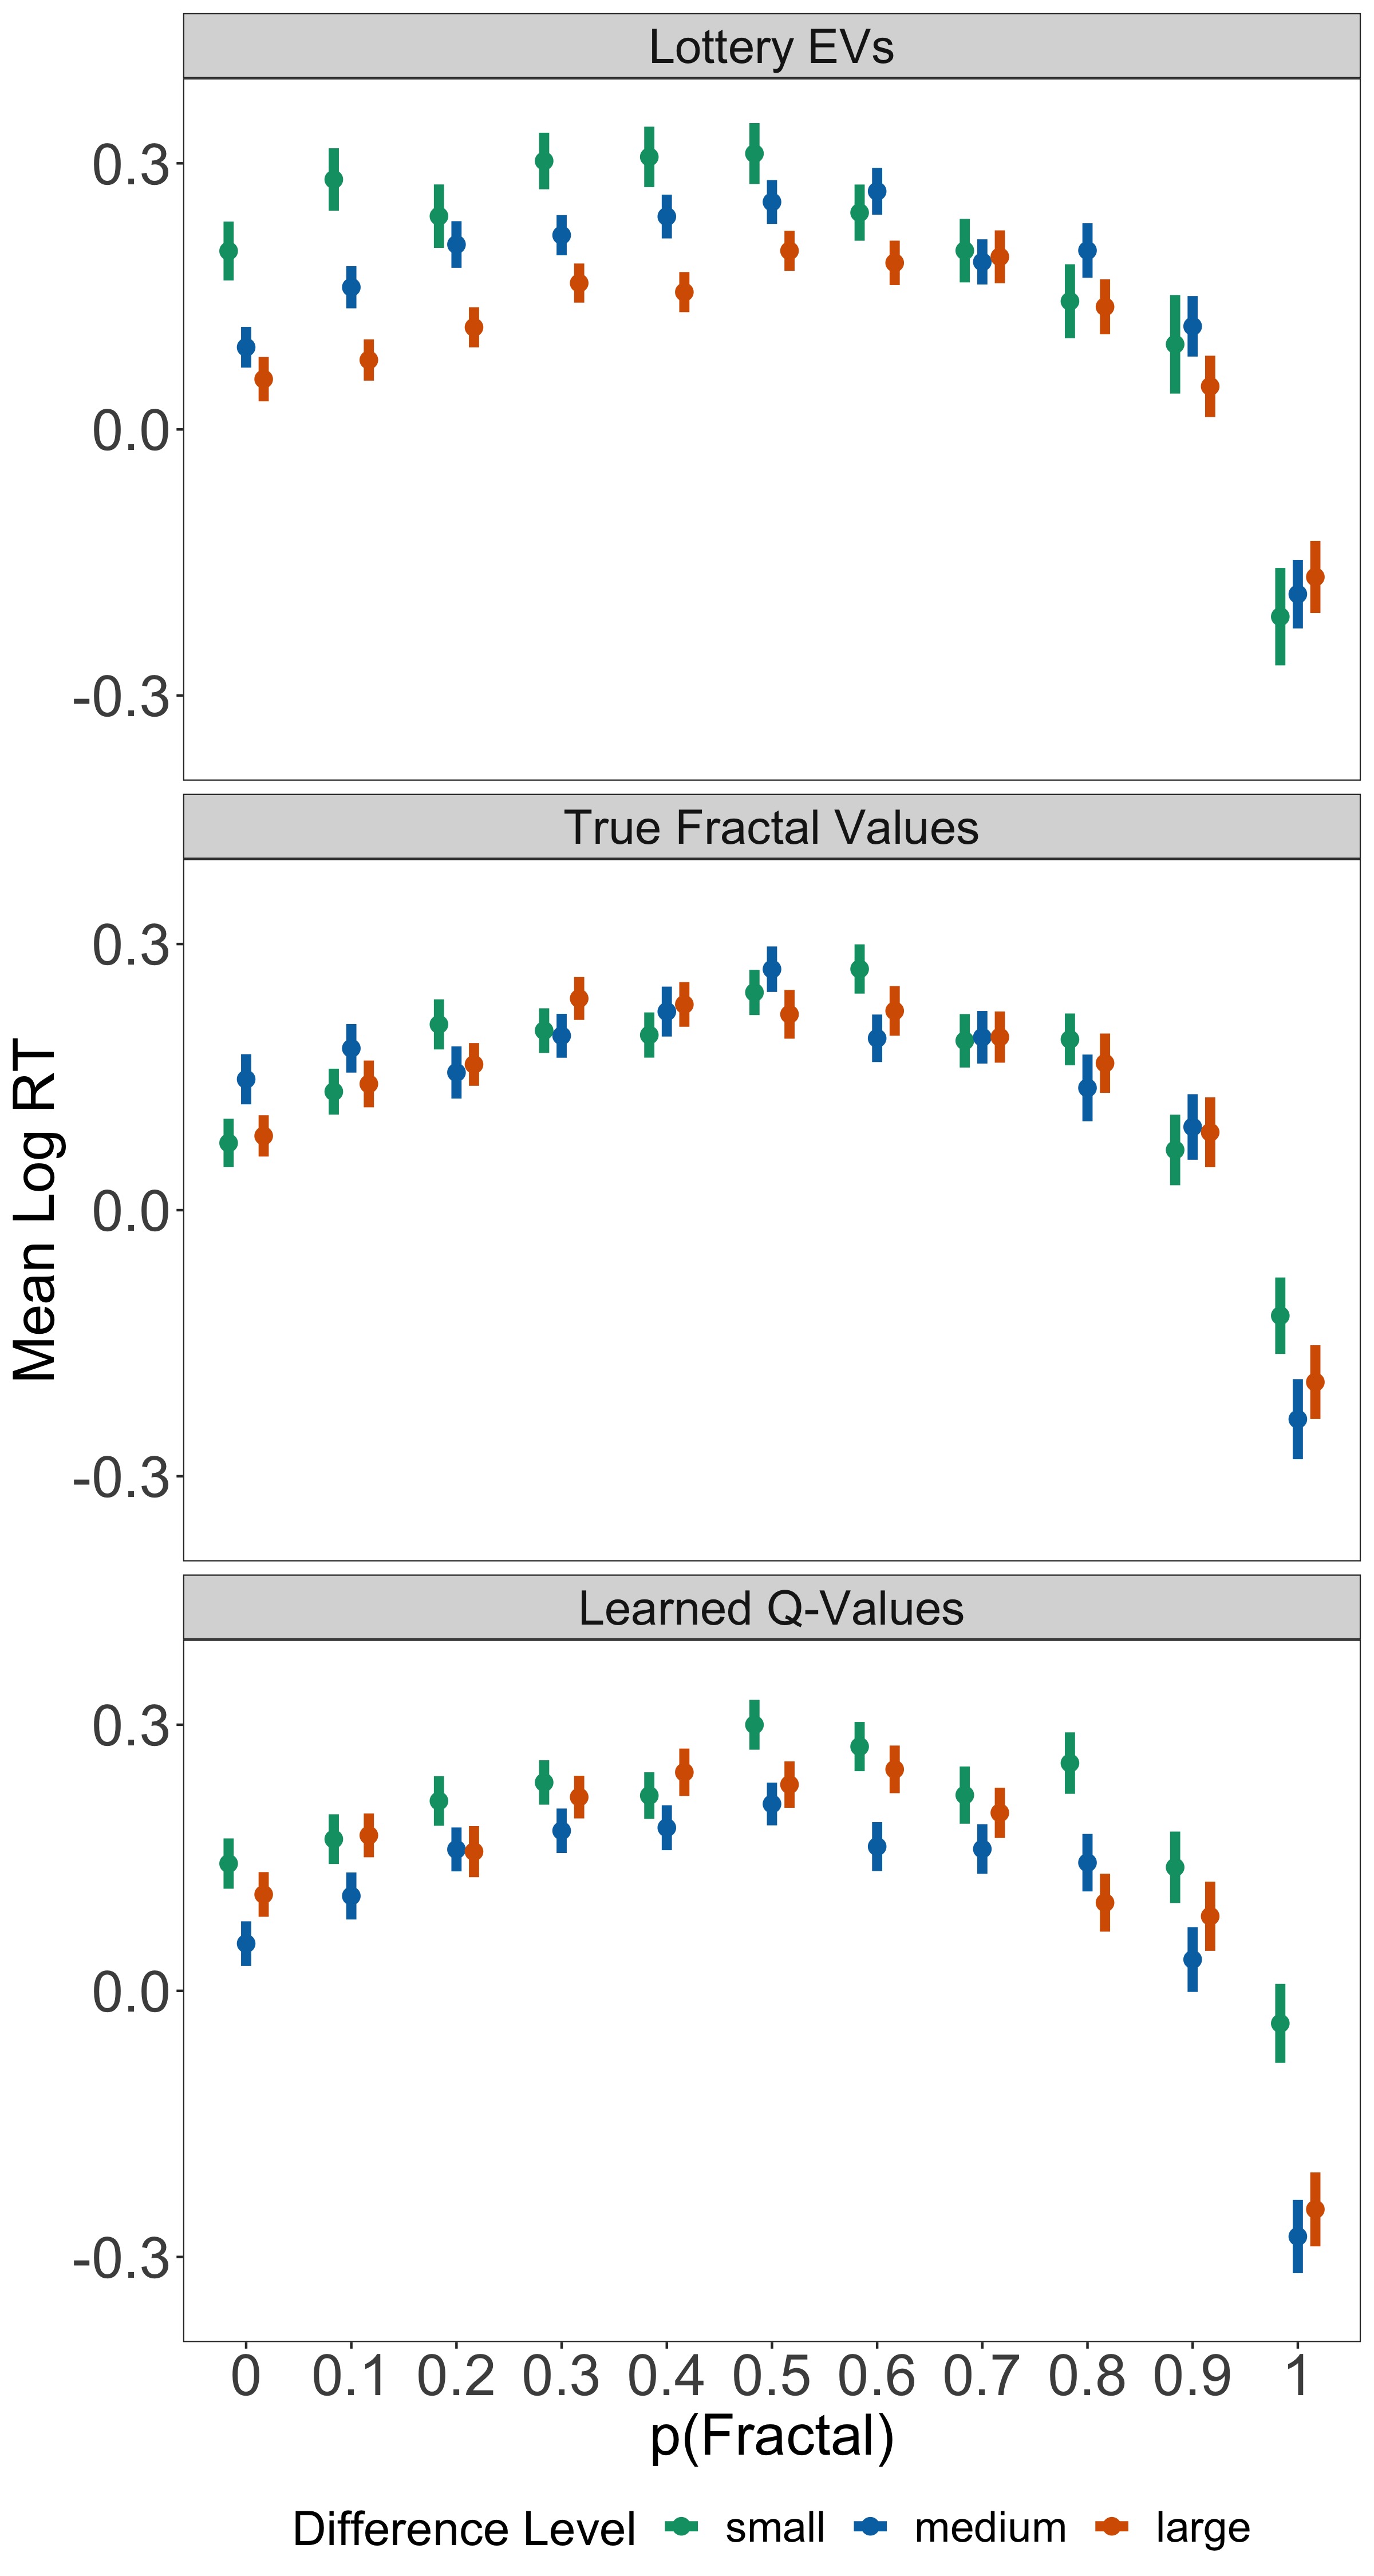 Lottery EVs
0.3
0.0
-0.3
True Fractal Values
0.3
0.0
-0.3
Mean Log RT
Learned Q-Values
0.3
0.0
-0.3
0 0.1 0.2 0.3 0.4 0.5 0.6 0.7 0.8 0.9 1
p(Fractal)
Difference Level small medium large